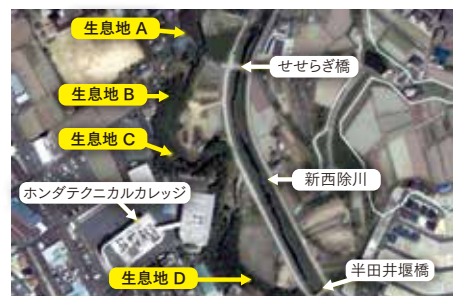 生息地 A
せせらぎ橋
生息地 B
生息地 C
新西除川
ホンダテクニカルカレッジ
生息地 D
半田井堰橋